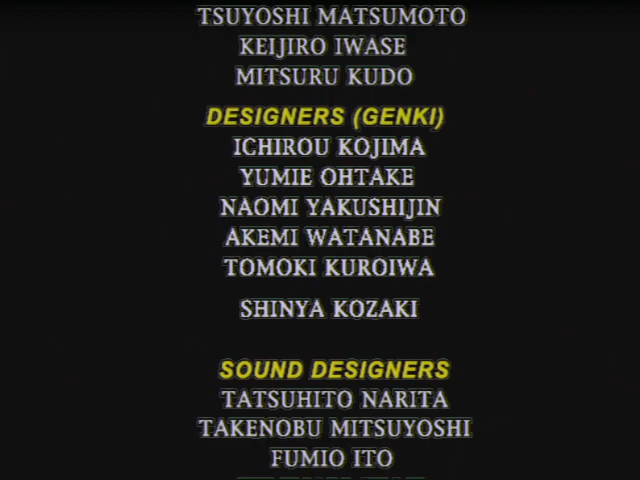 TSUYOSHI MATSUMOTO
KEIJIRO IWASE
MITSURU KUDO
DESIGNERS (GENKI)
ICHIROU KOJIMA
YUMIE OHTAKE
NAOMI YAKUSHIJIN
AKEMI WATANABE
TOMOKI KUROIWA
SHINYA KOZAKI
SOUND DESIGNERS
TATSUHITO NARITA
TAKENOBU MITSUYOSHI
FUMIO ITO